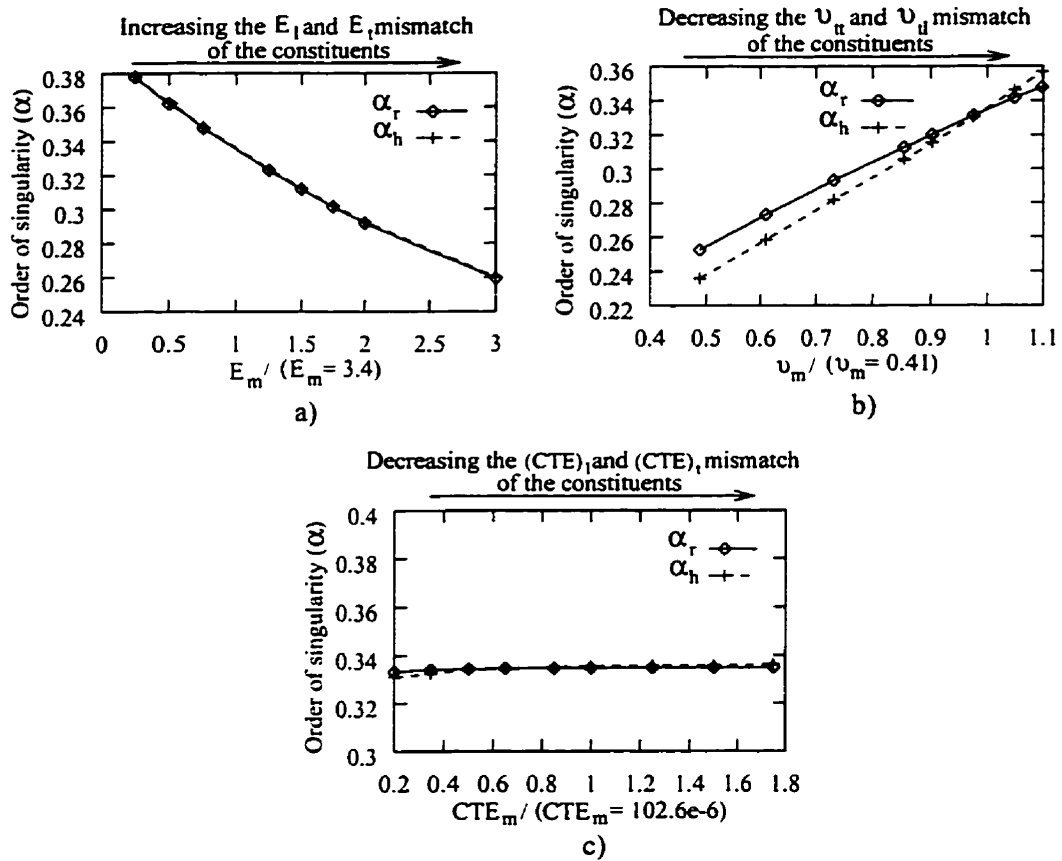 Increasing the E_l and E_t mismatch
of the constituents
Order of singularity (α)
0.38
0.36
0.34
0.32
0.3
0.28
0.26
0.24
α_r
α_h
0 0.5 1 1.5 2 2.5 3
E_m / (E_m = 3.4)
a)
Decreasing the υ_tt and υ_tl mismatch
of the constituents
Order of singularity (α)
0.36
0.34
0.32
0.3
0.28
0.26
0.24
0.22
α_r
α_h
0.4 0.5 0.6 0.7 0.8 0.9 1 1.1
υ_m / (υ_m = 0.41)
b)
Decreasing the (CTE)_l and (CTE)_t mismatch
of the constituents
Order of singularity (α)
0.4
0.38
0.36
0.34
0.32
0.3
α_r
α_h
0.2 0.4 0.6 0.8 1 1.2 1.4 1.6 1.8
CTE_m / (CTE_m = 102.6e-6)
c)